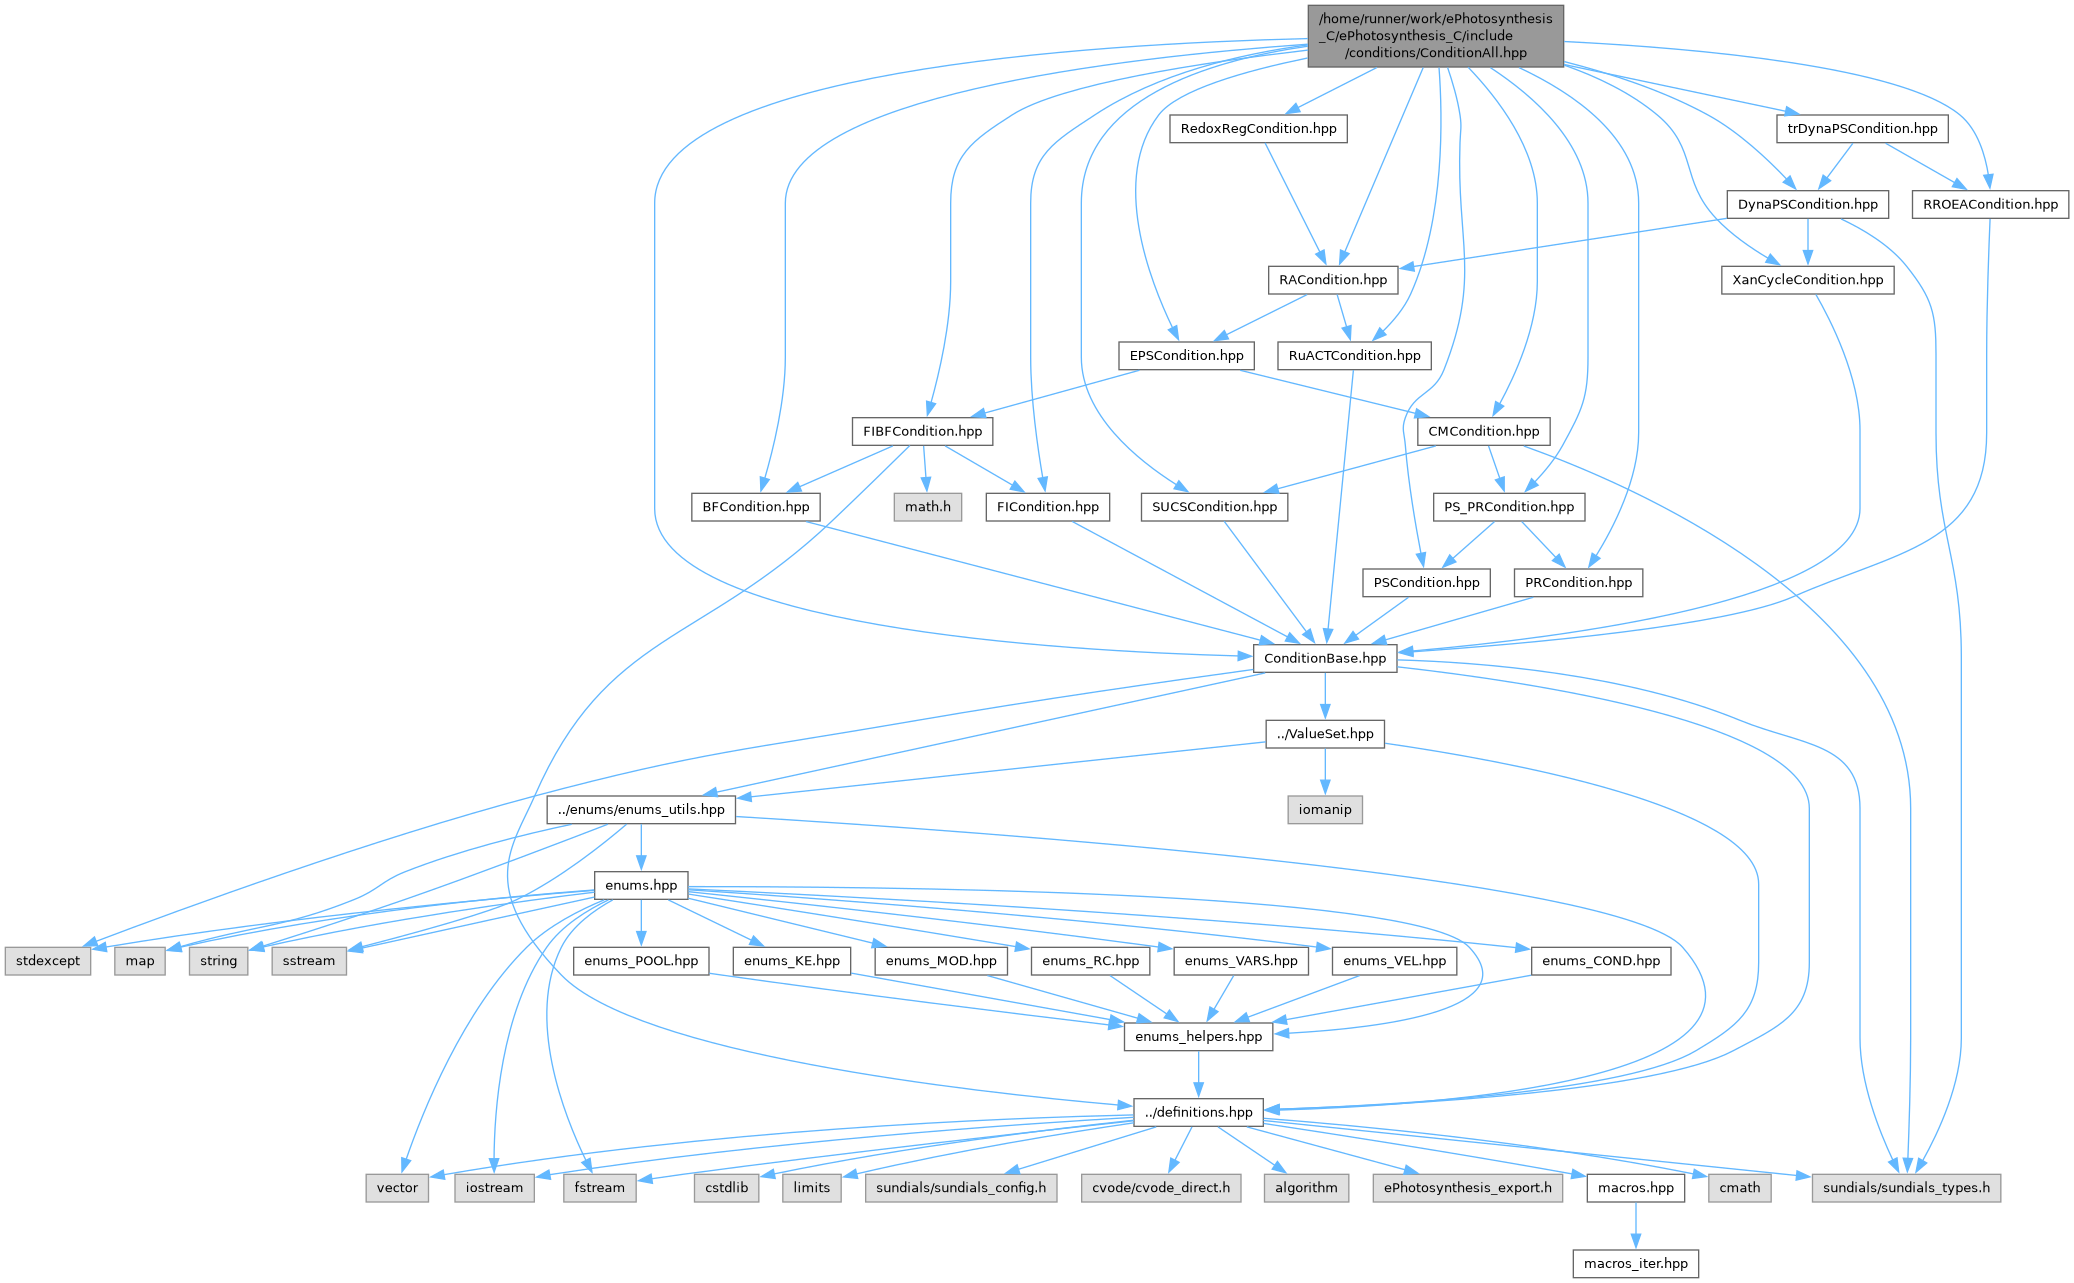 /home/runner/work/ePhotosynthesis
_C/ePhotosynthesis_C/include
/conditions/ConditionAll.hpp
RedoxRegCondition.hpp
trDynaPSCondition.hpp
DynaPSCondition.hpp
RROEACondition.hpp
RACondition.hpp
XanCycleCondition.hpp
EPSCondition.hpp
RuACTCondition.hpp
FIBFCondition.hpp
CMCondition.hpp
BFCondition.hpp
math.h
FICondition.hpp
SUCSCondition.hpp
PS_PRCondition.hpp
PSCondition.hpp
PRCondition.hpp
ConditionBase.hpp
../ValueSet.hpp
../enums/enums_utils.hpp
iomanip
enums.hpp
stdexcept
map
string
sstream
enums_POOL.hpp
enums_KE.hpp
enums_MOD.hpp
enums_RC.hpp
enums_VARS.hpp
enums_VEL.hpp
enums_COND.hpp
enums_helpers.hpp
../definitions.hpp
vector
iostream
fstream
cstdlib
limits
sundials/sundials_config.h
cvode/cvode_direct.h
algorithm
ePhotosynthesis_export.h
macros.hpp
cmath
sundials/sundials_types.h
macros_iter.hpp